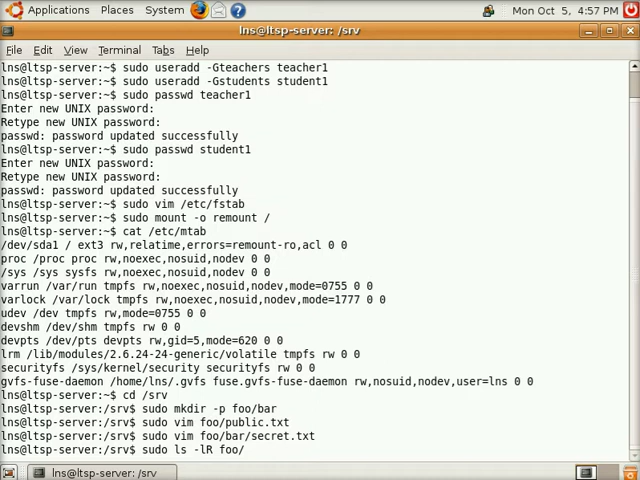 Applications Places System
Mon Oct 5, 4:57 PM
lns@ltsp-server: /srv
File Edit View Terminal Tabs Help
lns@ltsp-server:~$ sudo useradd -Gteachers teacher1
lns@ltsp-server:~$ sudo useradd -Gstudents student1
lns@ltsp-server:~$ sudo passwd teacher1
Enter new UNIX password:
Retype new UNIX password:
passwd: password updated successfully
lns@ltsp-server:~$ sudo passwd student1
Enter new UNIX password:
Retype new UNIX password:
passwd: password updated successfully
lns@ltsp-server:~$ sudo vim /etc/fstab
lns@ltsp-server:~$ sudo mount -o remount /
lns@ltsp-server:~$ cat /etc/mtab
/dev/sda1 / ext3 rw,relatime,errors=remount-ro,acl 0 0
proc /proc proc rw,noexec,nosuid,nodev 0 0
/sys /sys sysfs rw,noexec,nosuid,nodev 0 0
varrun /var/run tmpfs rw,noexec,nosuid,nodev,mode=0755 0 0
varlock /var/lock tmpfs rw,noexec,nosuid,nodev,mode=1777 0 0
udev /dev tmpfs rw,mode=0755 0 0
devshm /dev/shm tmpfs rw 0 0
devpts /dev/pts devpts rw,gid=5,mode=620 0 0
lrm /lib/modules/2.6.24-24-generic/volatile tmpfs rw 0 0
securityfs /sys/kernel/security securityfs rw 0 0
gvfs-fuse-daemon /home/lns/.gvfs fuse.gvfs-fuse-daemon rw,nosuid,nodev,user=lns 0 0
lns@ltsp-server:~$ cd /srv
lns@ltsp-server:/srv$ sudo mkdir -p foo/bar
lns@ltsp-server:/srv$ sudo vim foo/public.txt
lns@ltsp-server:/srv$ sudo vim foo/bar/secret.txt
lns@ltsp-server:/srv$ sudo ls -lR foo/
lns@ltsp-server: /srv